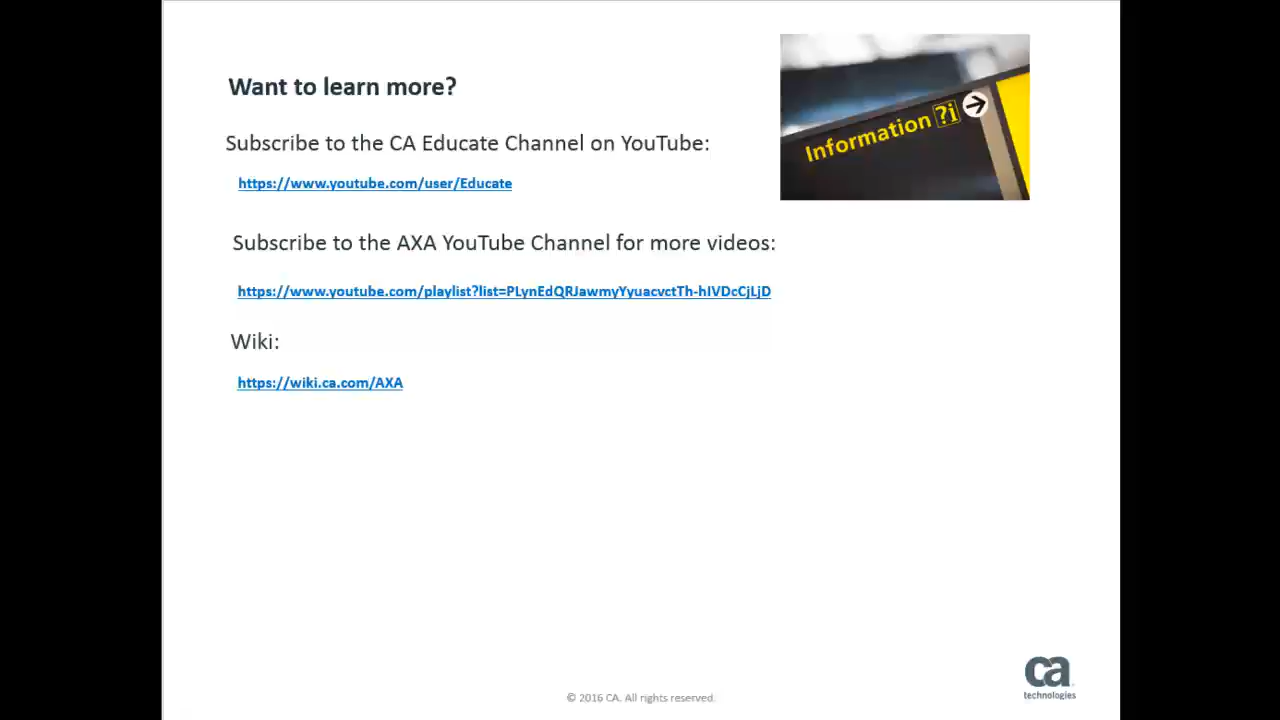 Want to learn more?
Information ?i
Subscribe to the CA Educate Channel on YouTube:
https://www.youtube.com/user/Educate
Subscribe to the AXA YouTube Channel for more videos:
https://www.youtube.com/playlist?list=PLynEdQRJawmyYyuacvctTh-hIVDcCjLjD
Wiki:
https://wiki.ca.com/AXA
© 2016 CA. All rights reserved.
ca
technologies